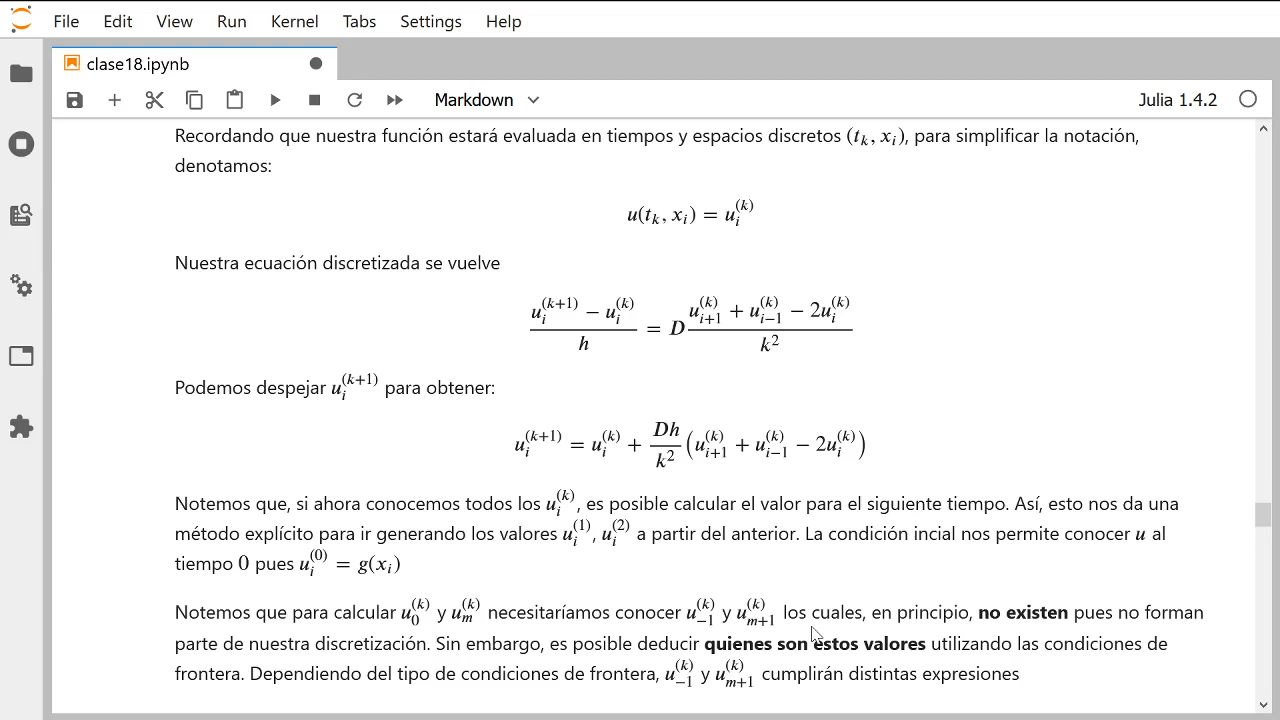 File Edit View Run Kernel Tabs Settings Help
clase18.ipynb
Markdown Julia 1.4.2
Recordando que nuestra función estará evaluada en tiempos y espacios discretos (t_k, x_i), para simplificar la notación,
denotamos:
u(t_k, x_i) = u_i^{(k)}
Nuestra ecuación discretizada se vuelve
\frac{u_i^{(k+1)} − u_i^{(k)}}{h} = D \frac{u_{i+1}^{(k)} + u_{i−1}^{(k)} − 2u_i^{(k)}}{k^2}
Podemos despejar u_i^{(k+1)} para obtener:
u_i^{(k+1)} = u_i^{(k)} + \frac{Dh}{k^2} (u_{i+1}^{(k)} + u_{i−1}^{(k)} − 2u_i^{(k)})
Notemos que, si ahora conocemos todos los u_i^{(k)}, es posible calcular el valor para el siguiente tiempo. Así, esto nos da una
método explícito para ir generando los valores u_i^{(1)}, u_i^{(2)} a partir del anterior. La condición incial nos permite conocer u al
tiempo 0 pues u_i^{(0)} = g(x_i)
Notemos que para calcular u_0^{(k)} y u_m^{(k)} necesitaríamos conocer u_{−1}^{(k)} y u_{m+1}^{(k)} los cuales, en principio, no existen pues no forman
parte de nuestra discretización. Sin embargo, es posible deducir quienes son estos valores utilizando las condiciones de
frontera. Dependiendo del tipo de condiciones de frontera, u_{−1}^{(k)} y u_{m+1}^{(k)} cumplirán distintas expresiones